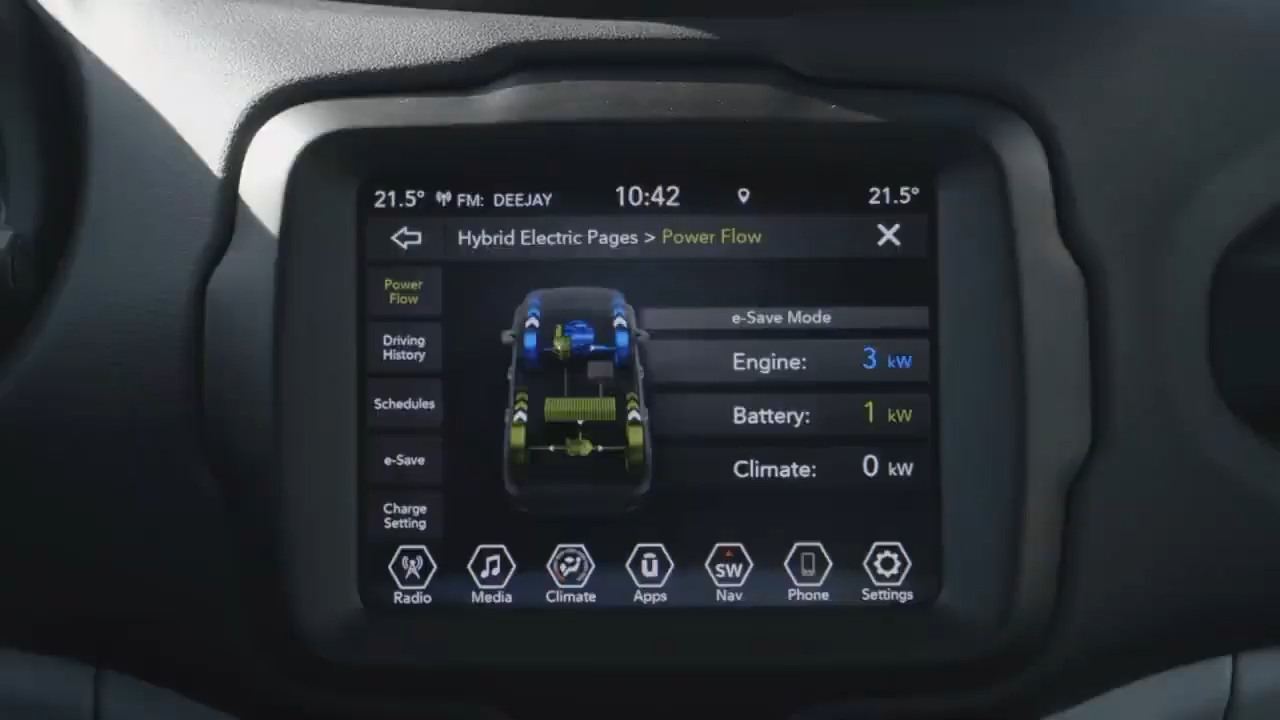 21.5° FM: DEEJAY 10:42 21.5°
Hybrid Electric Pages > Power Flow
Power
Flow
Driving
History
Schedules
e-Save
Charge
Setting
e-Save Mode
Engine: 3 kW
Battery: 1 kW
Climate: 0 kW
u
SW
Radio Media Climate Apps Nav Phone Settings